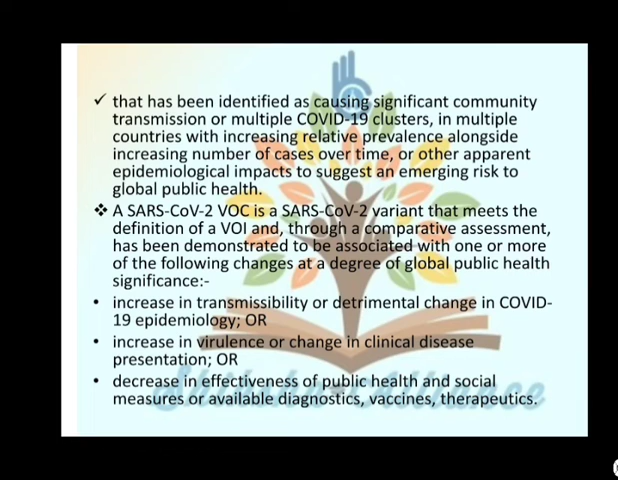 ✓ that has been identified as causing significant community
transmission or multiple COVID-19 clusters, in multiple
countries with increasing relative prevalence alongside
increasing number of cases over time, or other apparent
epidemiological impacts to suggest an emerging risk to
global public health.
❖ A SARS-CoV-2 VOC is a SARS-CoV-2 variant that meets the
definition of a VOI and, through a comparative assessment,
has been demonstrated to be associated with one or more
of the following changes at a degree of global public health
significance:-
• increase in transmissibility or detrimental change in COVID-
19 epidemiology; OR
• increase in virulence or change in clinical disease
presentation; OR
• decrease in effectiveness of public health and social
measures or available diagnostics, vaccines, therapeutics.